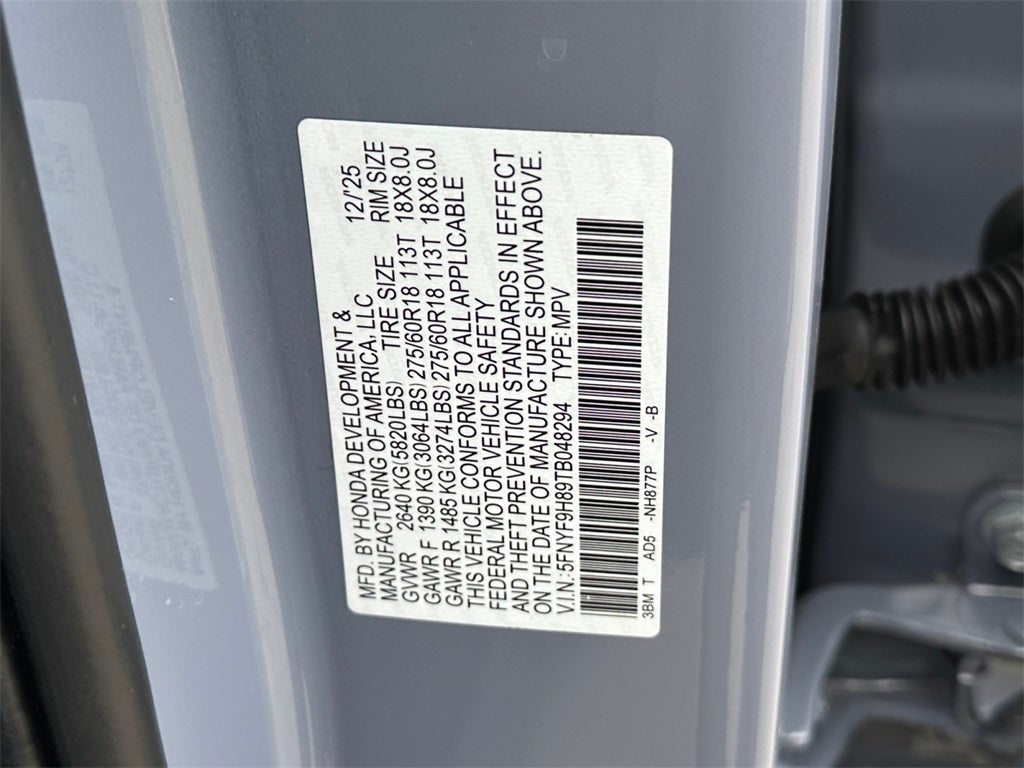 MFD. BY HONDA DEVELOPMENT & 12/'25
MANUFACTURING OF AMERICA, LLC
GVWR 2640 KG(5820LBS) TIRE SIZE RIM SIZE
GAWR F 1390 KG(3064LBS) 275/60R18 113T 18X8.0J
GAWR R 1485 KG(3274LBS) 275/60R18 113T 18X8.0J
THIS VEHICLE CONFORMS TO ALL APPLICABLE
FEDERAL MOTOR VEHICLE SAFETY
AND THEFT PREVENTION STANDARDS IN EFFECT
ON THE DATE OF MANUFACTURE SHOWN ABOVE.
V.I.N.:5FNYF9H89TB048294 TYPE:MPV
3BM T AD5 -NH877P -V. -B